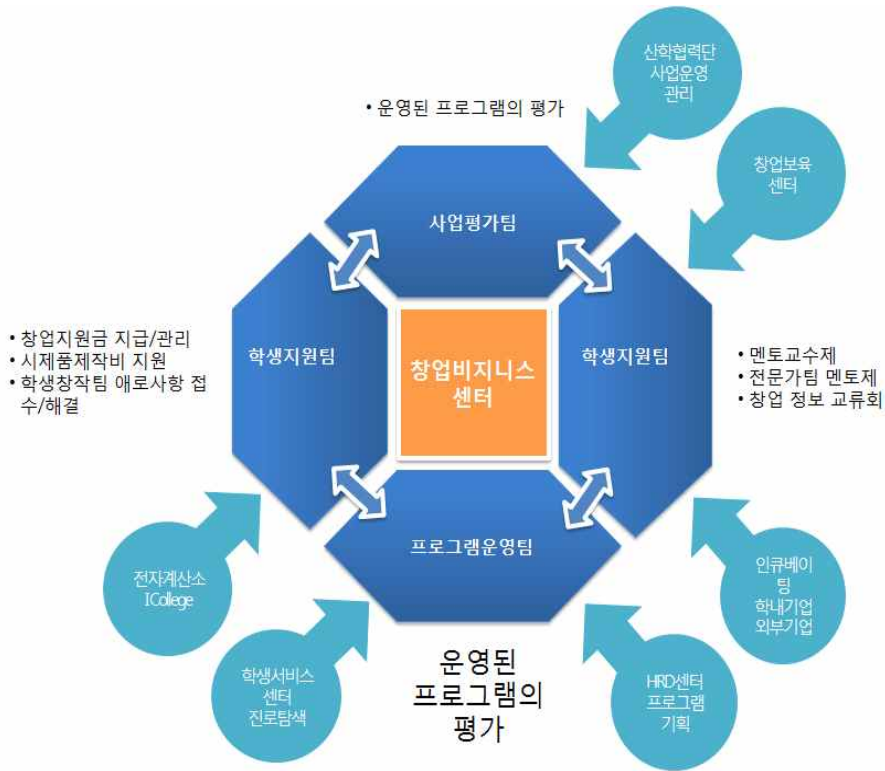 산학협력단
사업운영
관리
• 운영된 프로그램의 평가
창업보육
센터
사업평가팀
• 창업지원금 지급/관리
• 시제품제작비 지원
• 학생창작팀 애로사항 접
수/해결
학생지원팀
창업비지니스
센터
학생지원팀
• 멘토교수제
• 전문가팀 멘토제
• 창업 정보 교류회
프로그램운영팀
전자계산소
ICollege
인큐베이
팅
학내기업
외부기업
학생서비스
센터
진로탐색
운영된
프로그램의
평가
HRD센터
프로그램
기획